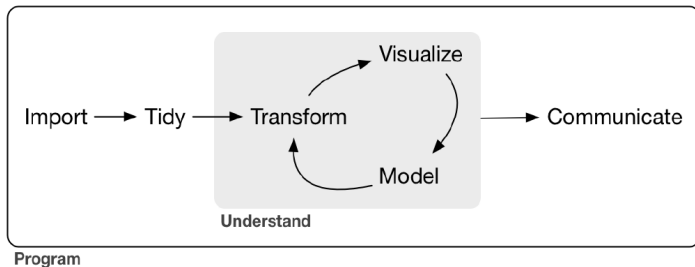 Visualize
Import
Tidy
Transform
Communicate
Model
Understand
Program